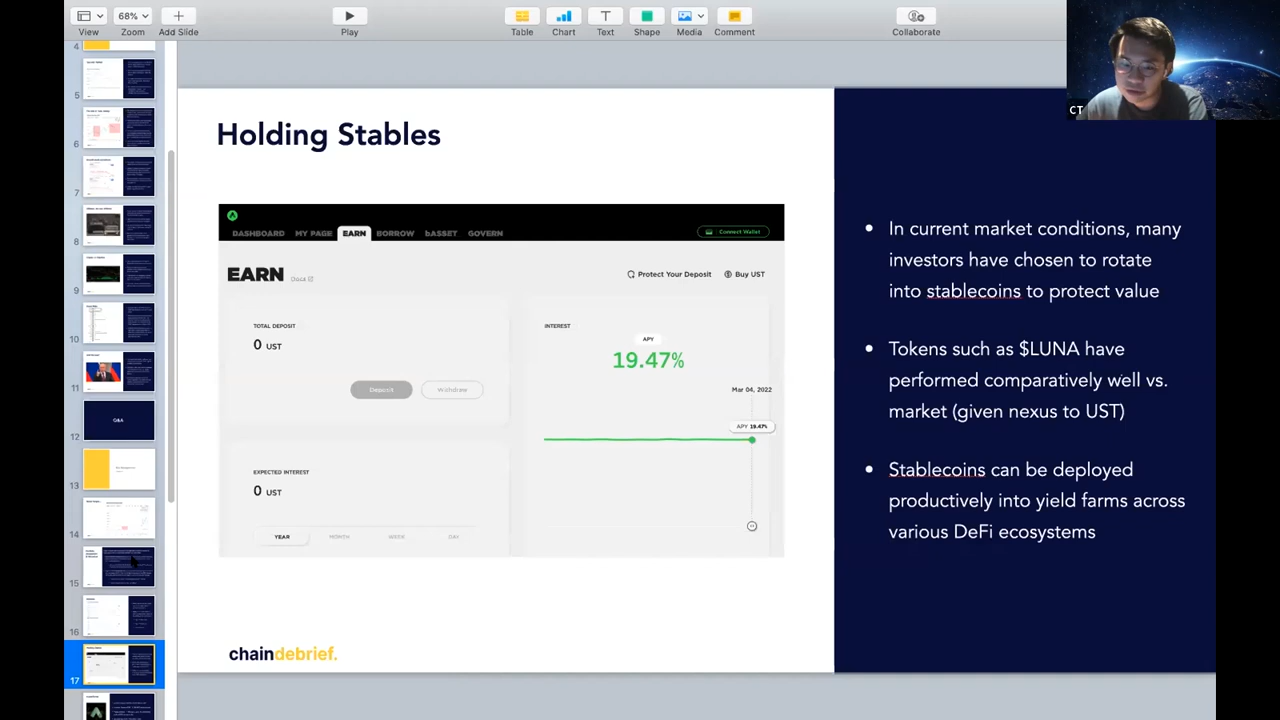 68%
View
Zoom
Add Slide
Play
Table
Chart
Text
Shape
Media
Comment
Collaborate
CT
4
5
6
7
8
9
10
11
12
Q&A
13
14
15
16
17
Holding Stables
DASHBOARD MY PAGE EARN BORROW bASSET GOVERN
Connect Wallet
EARN
Docs
Protect Your Deposit
Buy UST
TOTAL DEPOSIT
0 UST
Deposit
Withdraw
INTEREST
APY
19.47%
Mar 04, 2022
APY 19.47%
EXPECTED INTEREST
0 UST
YEAR
MONTH
WEEK
DAY
chaindebrief.
In current market conditions, many
investors have chosen to rotate
into stablecoins to protect value
Tokens such as $LUNA have
performed comparatively well vs.
market (given nexus to UST)
Stablecoins can be deployed
productively into yield farms across
various DeFi ecosystems